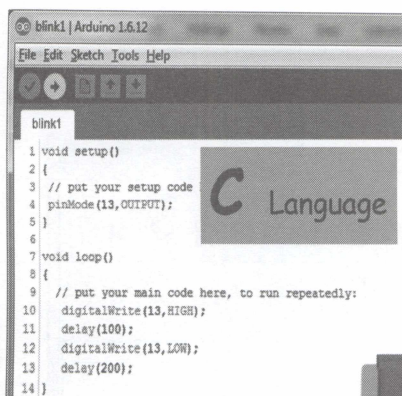 blink1 | Arduino 1.6.12
File Edit Sketch Tools Help
blink1
1 void setup()
2 {
3 // put your setup code
4 pinMode(13,OUTPUT);
5 }
6
7 void loop()
8 {
9 // put your main code here, to run repeatedly:
10 digitalWrite(13,HIGH);
11 delay(100);
12 digitalWrite(13,LOW);
13 delay(200);
14 }
C Language